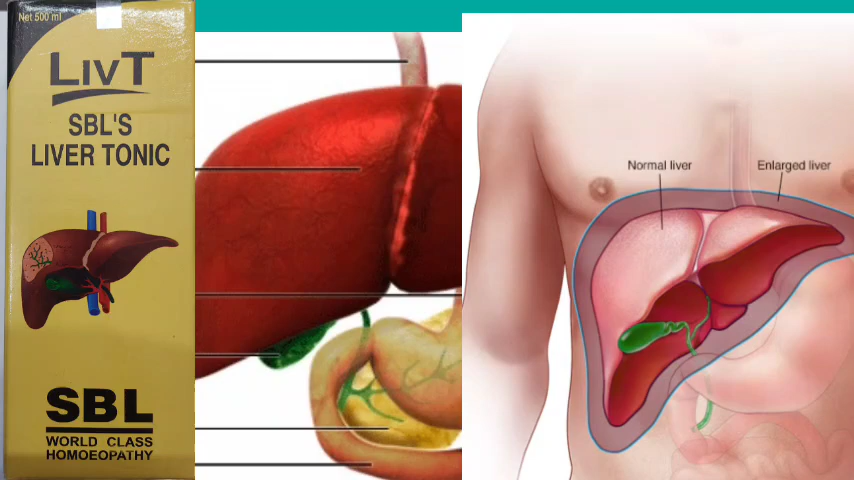 Net 500 ml
LIVT
SBL'S
LIVER TONIC
SBL
WORLD CLASS
HOMOEOPATHY
Normal liver
Enlarged liver